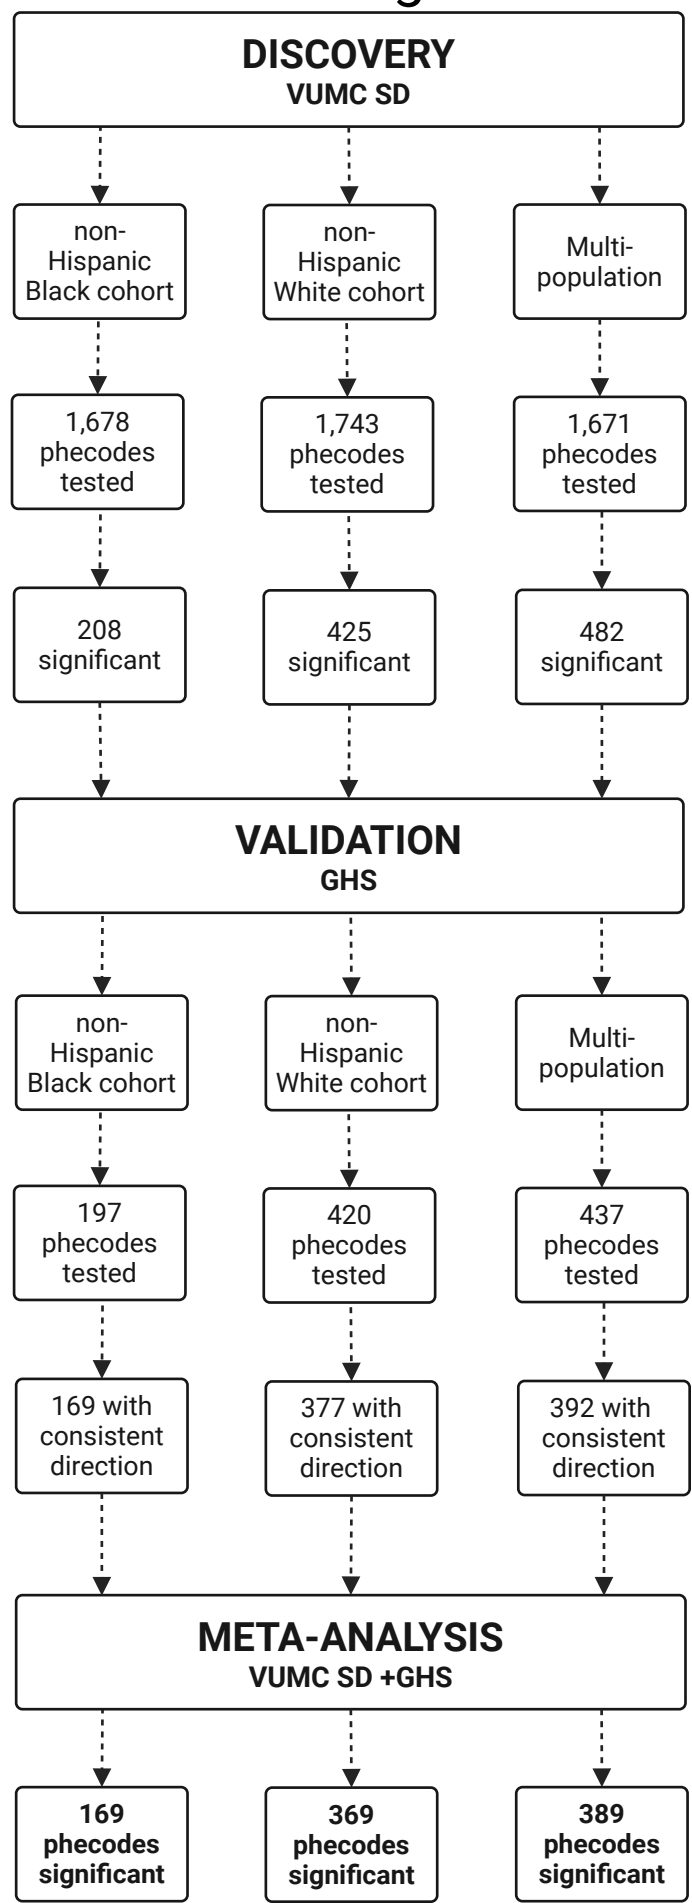 DISCOVERY
VUMC SD
non-
Hispanic
Black cohort
non-
Hispanic
White cohort
Multi-
population
1,678
phecodes
tested
1,743
phecodes
tested
1,671
phecodes
tested
208
significant
425
significant
482
significant
VALIDATION
GHS
non-
Hispanic
Black cohort
non-
Hispanic
White cohort
Multi-
population
197
phecodes
tested
420
phecodes
tested
437
phecodes
tested
169 with
consistent
direction
377 with
consistent
direction
392 with
consistent
direction
META-ANALYSIS
VUMC SD +GHS
169
phecodes
significant
369
phecodes
significant
389
phecodes
significant